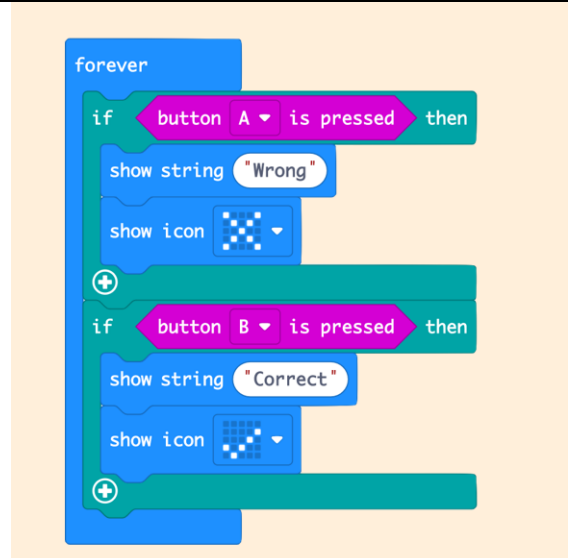 forever
if button A is pressed then
show string "Wrong"
show icon
if button B is pressed then
show string "Correct"
show icon